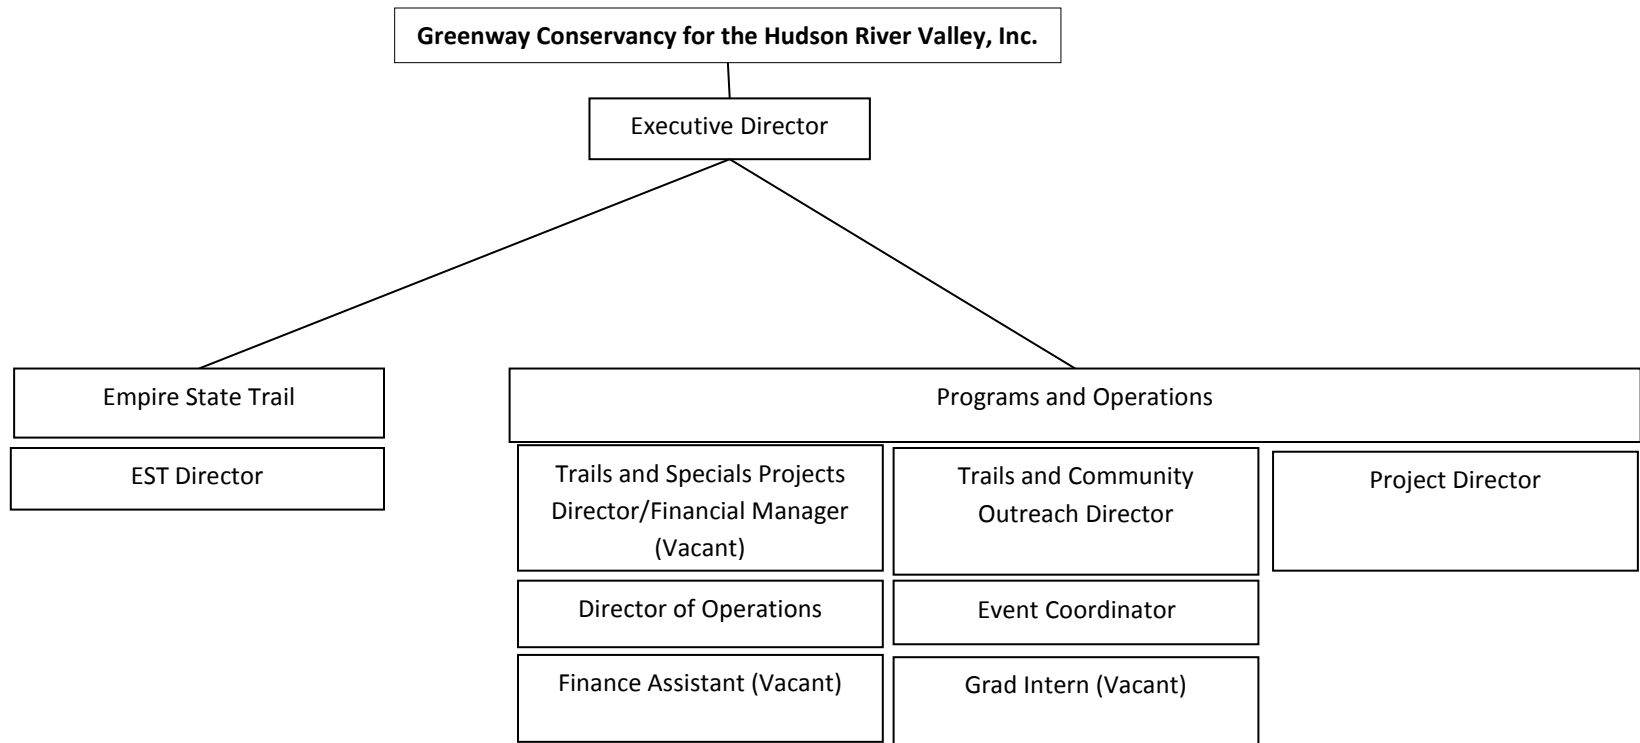 Greenway Conservancy for the Hudson River Valley, Inc.
Executive Director
Empire State Trail
EST Director
Programs and Operations
Trails and Specials Projects
Director/Financial Manager
(Vacant)
Trails and Community
Outreach Director
Project Director
Director of Operations
Event Coordinator
Finance Assistant (Vacant)
Grad Intern (Vacant)